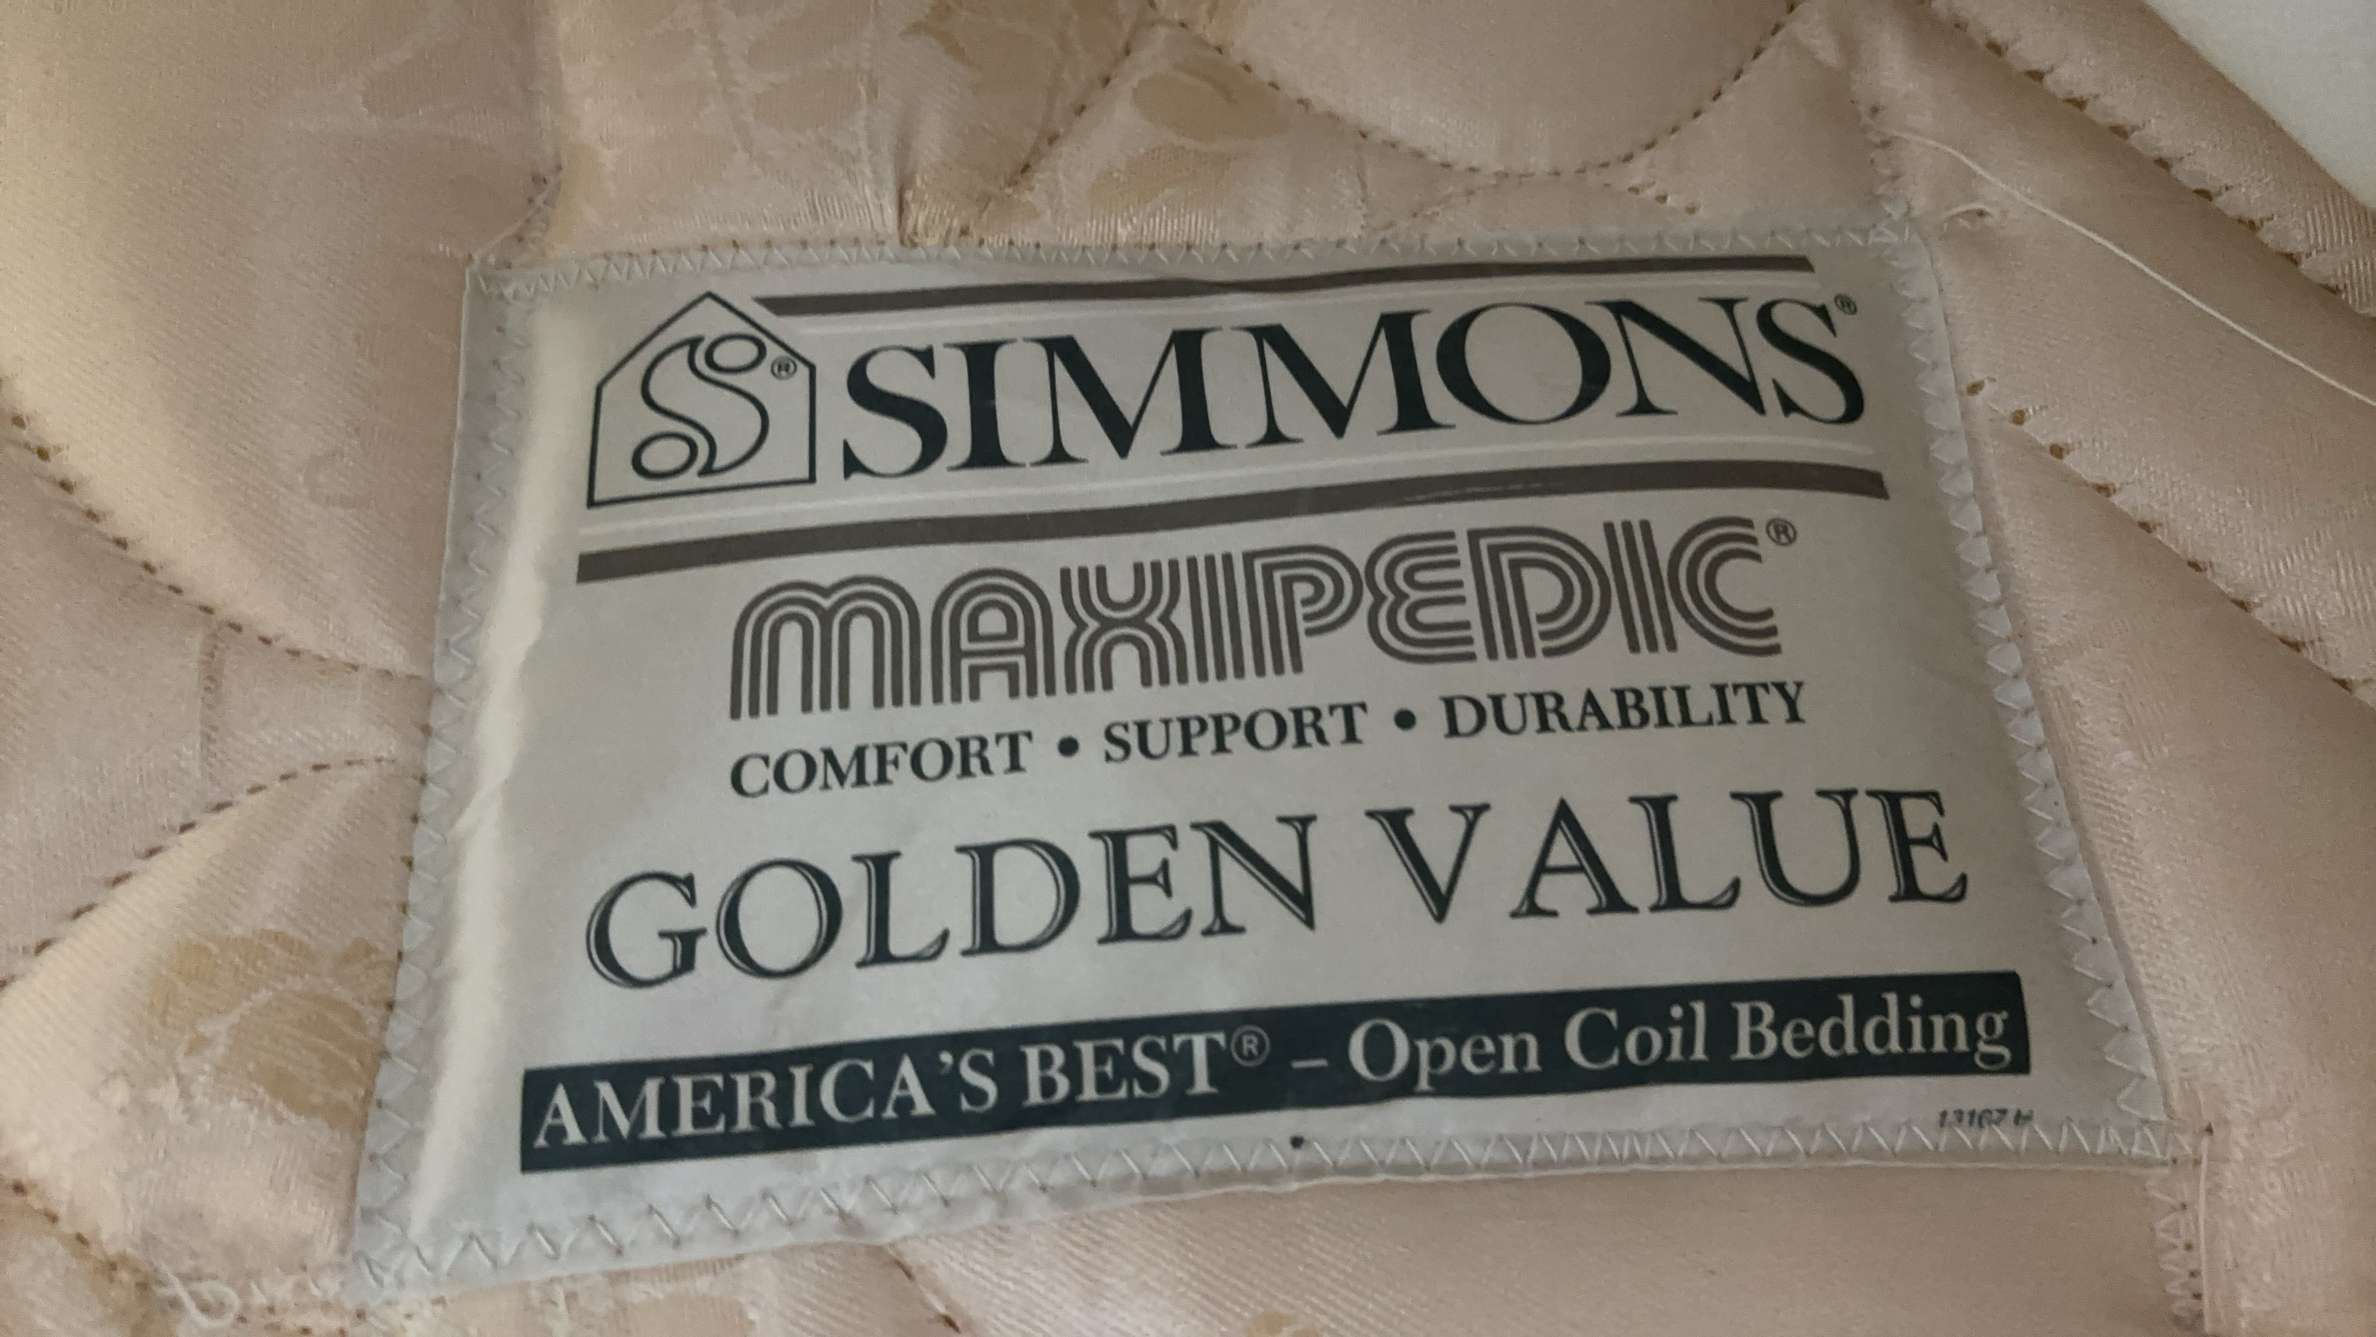 S® SIMMONS®
MAXIPEDIC®
COMFORT • SUPPORT • DURABILITY
GOLDEN VALUE
AMERICA'S BEST® – Open Coil Bedding